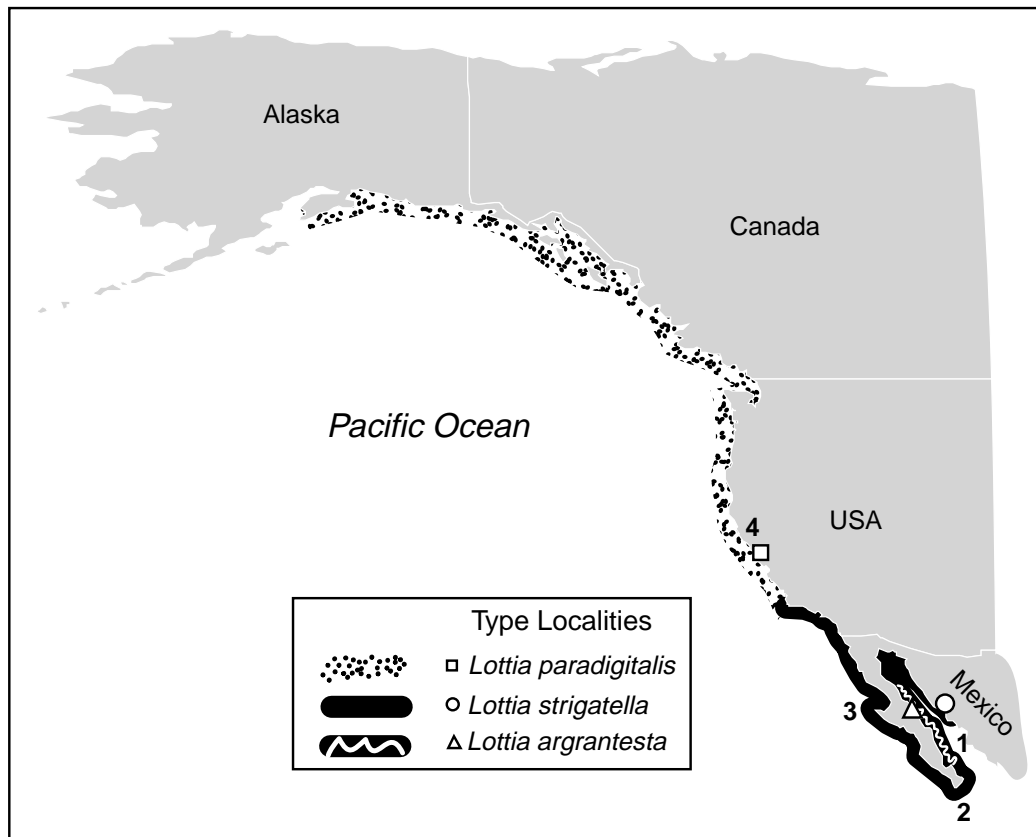 Alaska
Canada
Pacific Ocean
USA
4
Type Localities
Lottia paradigitalis
Lottia strigatella
Lottia argrantesta
Mexico
3
1
2